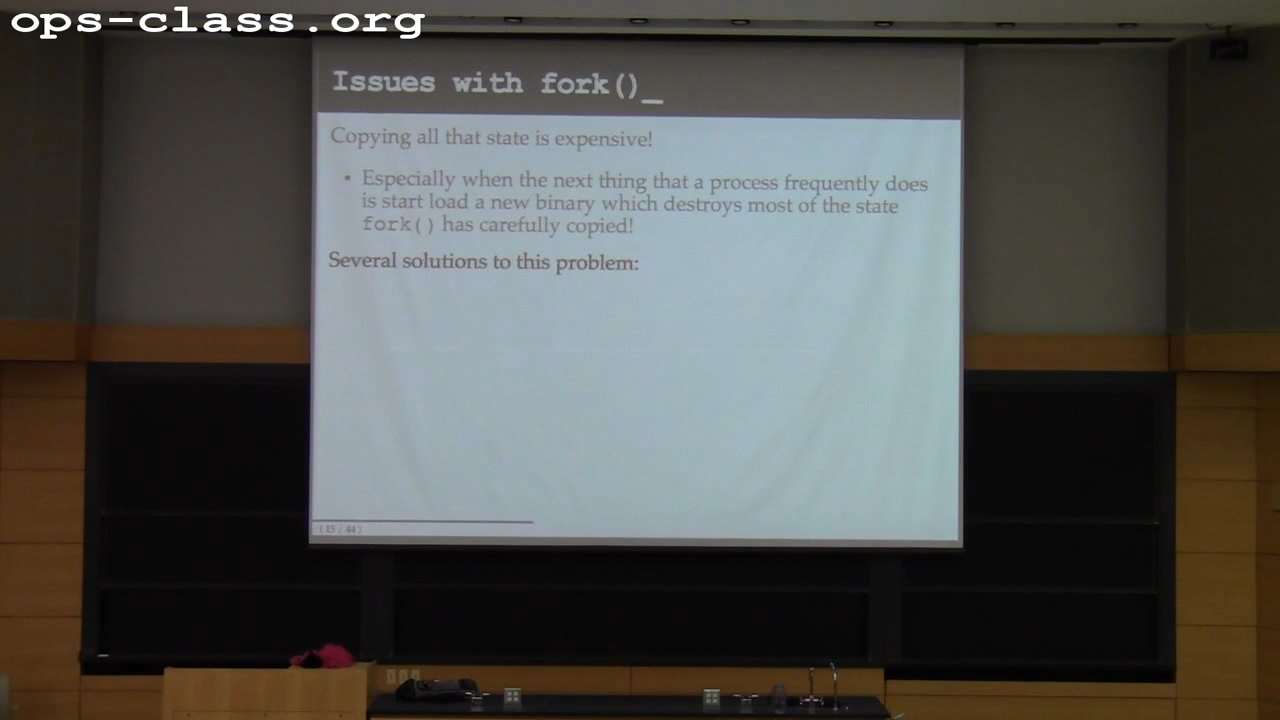 ops-class.org
Issues with fork()_
Copying all that state is expensive!
• Especially when the next thing that a process frequently does
is start load a new binary which destroys most of the state
fork() has carefully copied!
Several solutions to this problem:
( 15 / 44 )